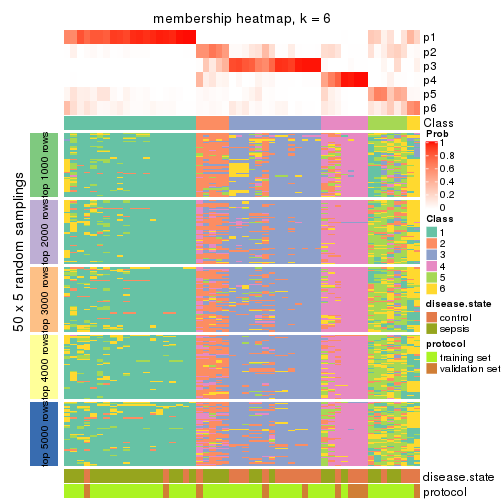 membership heatmap, k = 6
p1
p2
p3
p4
p5
p6
Class
50 x 5 random samplings
top 1000 rows
top 2000 rows
top 3000 rows
top 4000 rows
top 5000 rows
Prob
1
0.8
0.6
0.4
0.2
0
Class
1
2
3
4
5
6
disease.state
control
sepsis
protocol
training set
validation set
disease.state
protocol